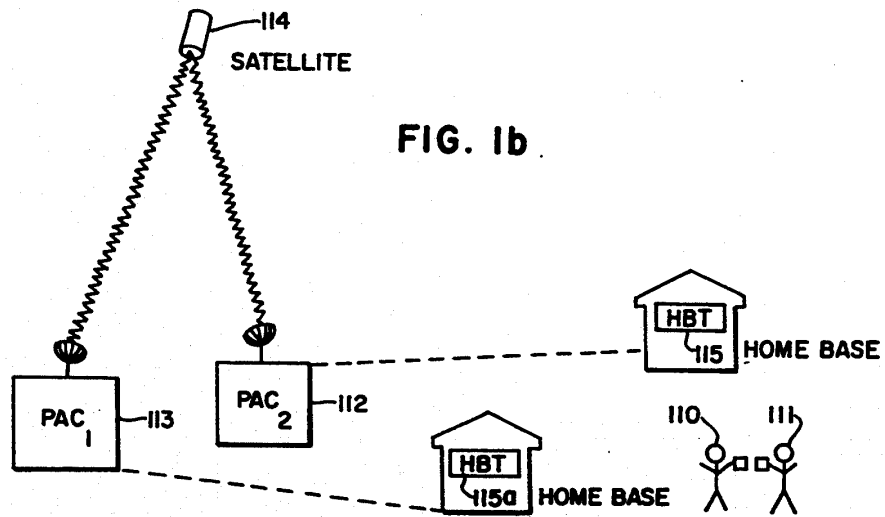 114
SATELLITE
FIG. 1b
HBT
115
HOME BASE
PAC 1
113
PAC 2
112
110
111
HBT
115a
HOME BASE